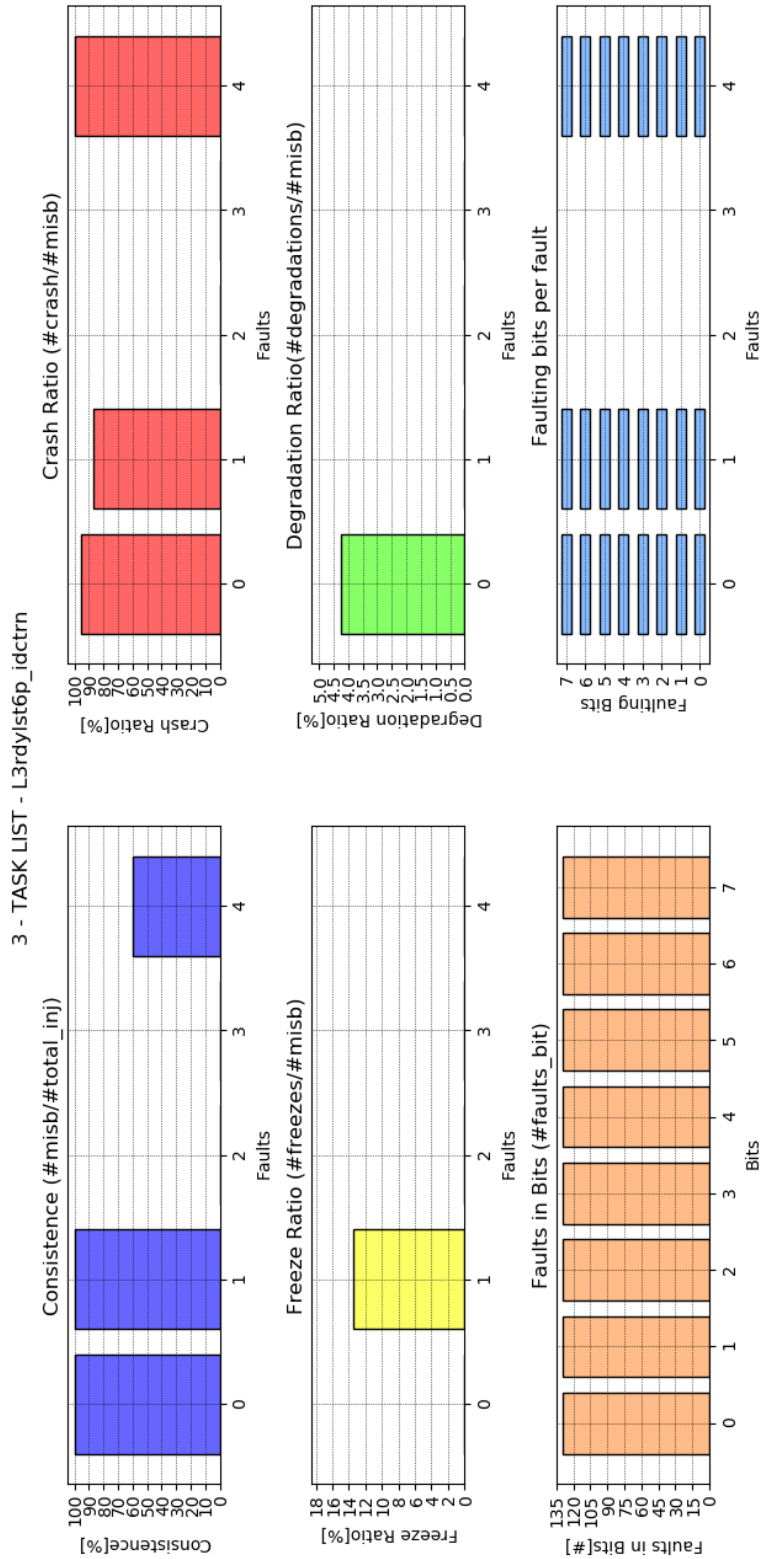 3 - TASK LIST - L3rdylst6p_idctrn
Consistence (#misb/#total_inj)
Consistence[%]
100
90
80
70
60
50
40
30
20
10
0
0 1 2 3 4
Faults
Crash Ratio (#crash/#misb)
Crash Ratio[%]
100
90
80
70
60
50
40
30
20
10
0
0 1 2 3 4
Faults
Freeze Ratio (#freezes/#misb)
Freeze Ratio[%]
18
16
14
12
10
8
6
4
2
0
0 1 2 3 4
Faults
Degradation Ratio(#degradations/#misb)
Degradation Ratio[%]
5.0
4.5
4.0
3.5
3.0
2.5
2.0
1.5
1.0
0.5
0.0
0 1 2 3 4
Faults
Faults in Bits (#faults_bit)
Faults in Bits[#]
135
120
105
90
75
60
45
30
15
0
0 1 2 3 4 5 6 7
Bits
Faulting bits per fault
Faulting Bits
7
6
5
4
3
2
1
0
0 1 2 3 4
Faults